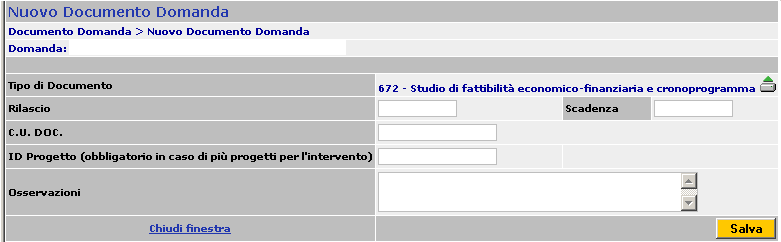 Nuovo Documento Domanda
Documento Domanda > Nuovo Documento Domanda
Domanda:
Tipo di Documento 672 - Studio di fattibilità economico-finanziaria e cronoprogramma
Rilascio Scadenza
C.U. DOC.
ID Progetto (obbligatorio in caso di più progetti per l'intervento)
Osservazioni
Chiudi finestra Salva